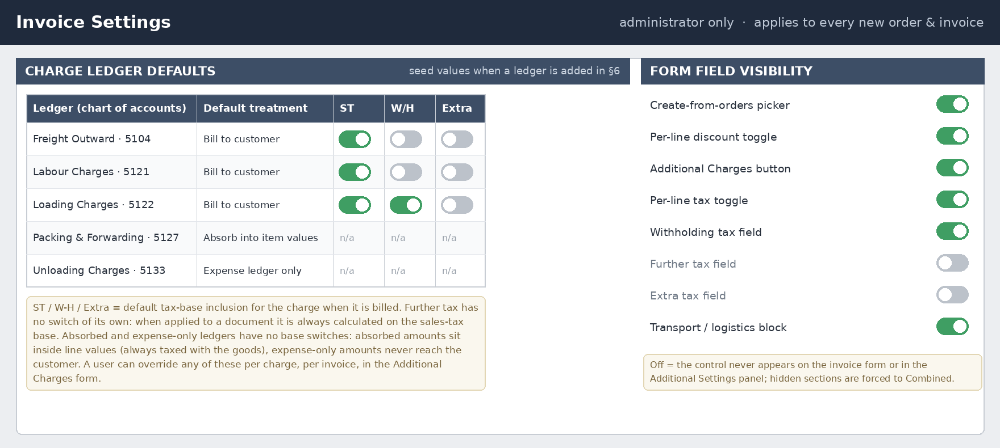 Invoice Settings
administrator only · applies to every new order & invoice
CHARGE LEDGER DEFAULTS
seed values when a ledger is added in §6
Ledger (chart of accounts) Default treatment ST W/H Extra
Freight Outward · 5104 Bill to customer
Labour Charges · 5121 Bill to customer
Loading Charges · 5122 Bill to customer
Packing & Forwarding · 5127 Absorb into item values n/a n/a n/a
Unloading Charges · 5133 Expense ledger only n/a n/a n/a
ST / W-H / Extra = default tax-base inclusion for the charge when it is billed. Further tax has
no switch of its own: when applied to a document it is always calculated on the sales-tax
base. Absorbed and expense-only ledgers have no base switches: absorbed amounts sit
inside line values (always taxed with the goods), expense-only amounts never reach the
customer. A user can override any of these per charge, per invoice, in the Additional
Charges form.
FORM FIELD VISIBILITY
Create-from-orders picker
Per-line discount toggle
Additional Charges button
Per-line tax toggle
Withholding tax field
Further tax field
Extra tax field
Transport / logistics block
Off = the control never appears on the invoice form or in the
Additional Settings panel; hidden sections are forced to Combined.